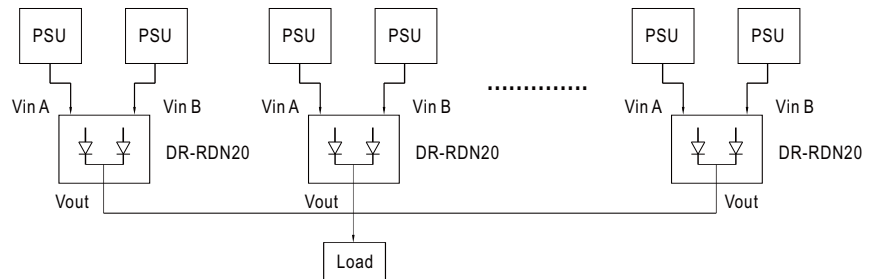 PSU PSU PSU PSU PSU PSU
Vin A Vin B Vin A Vin B Vin A Vin B
DR-RDN20 DR-RDN20 DR-RDN20
Vout Vout Vout
Load